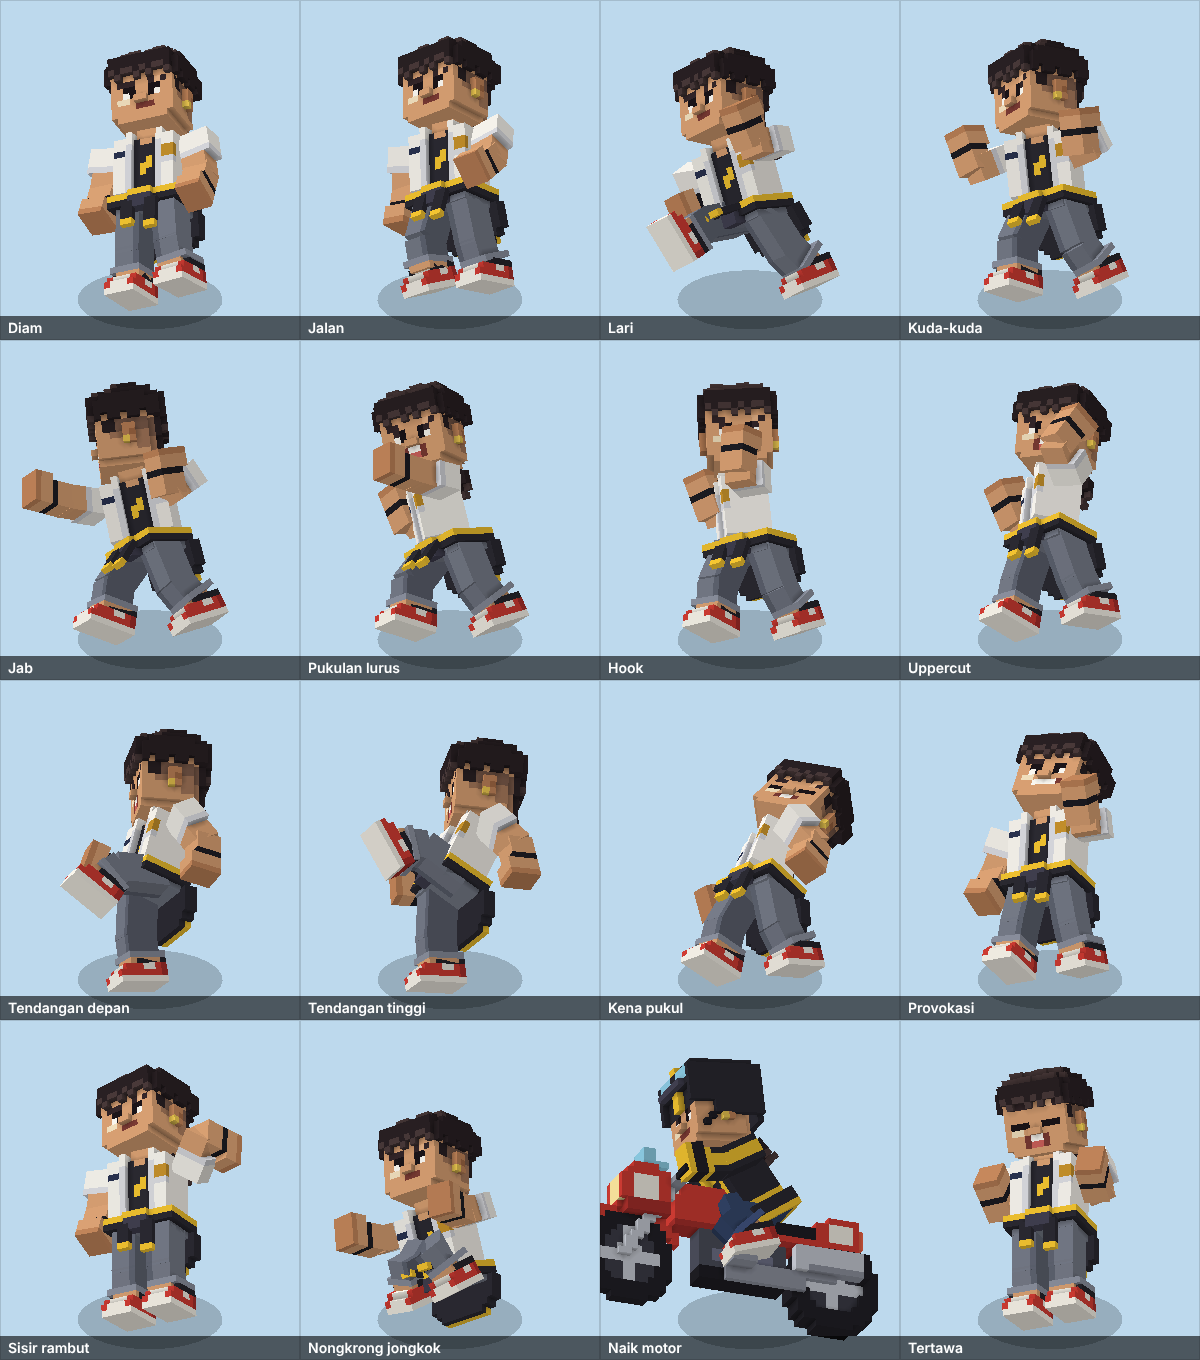 Diam
Jalan
Lari
Kuda-kuda
Jab
Pukulan lurus
Hook
Uppercut
Tendangan depan
Tendangan tinggi
Kena pukul
Provokasi
Sisir rambut
Nongkrong jongkok
Naik motor
Tertawa